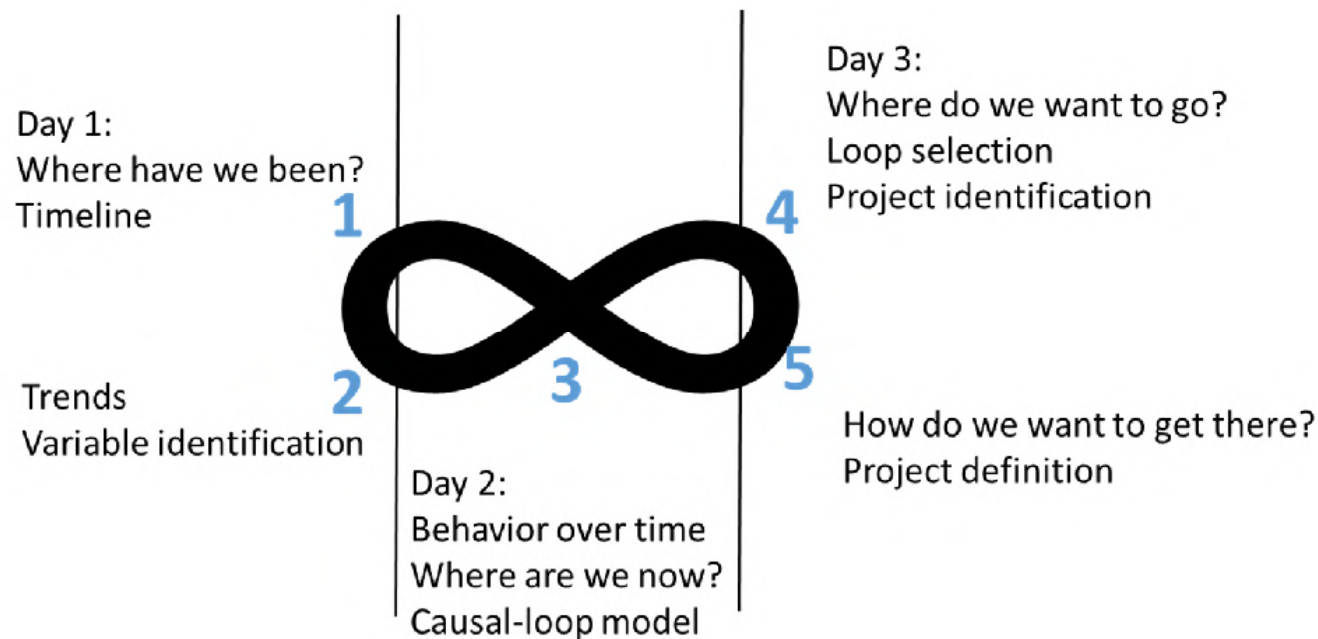 Day 1:
Where have we been?
Timeline
1
2
Trends
Variable identification
3
Day 2:
Behavior over time
Where are we now?
Causal-loop model
Day 3:
Where do we want to go?
Loop selection
Project identification
4
5
How do we want to get there?
Project definition